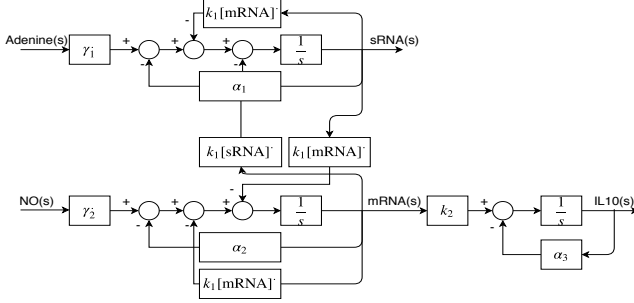 k₁[mRNA]˙
-
Adenine(s)
γ₁
+
+
+
1/s
sRNA(s)
-
-
α₁
k₁[sRNA]˙
k₁[mRNA]˙
-
NO(s)
γ₂
+
+
+
1/s
mRNA(s)
k₂
+
1/s
IL10(s)
-
-
-
α₂
α₃
k₁[mRNA]˙